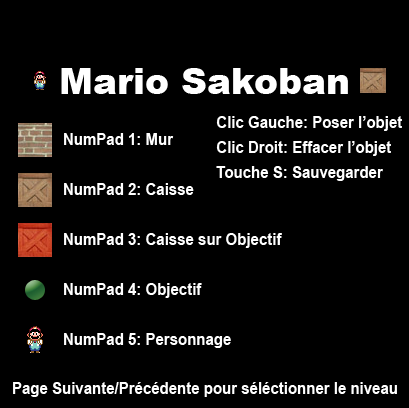 Mario Sakoban
Clic Gauche: Poser l’objet
NumPad 1: Mur
Clic Droit: Effacer l’objet
Touche S: Sauvegarder
NumPad 2: Caisse
NumPad 3: Caisse sur Objectif
NumPad 4: Objectif
NumPad 5: Personnage
Page Suivante/Précédente pour séléctionner le niveau